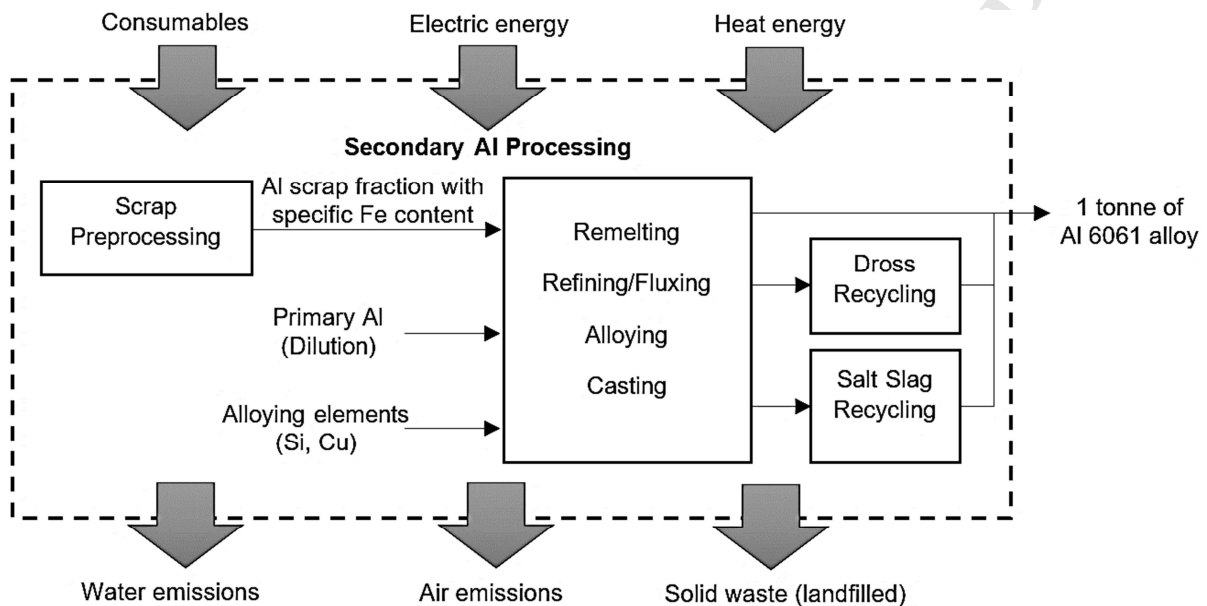 Consumables
Electric energy
Heat energy
Secondary Al Processing
Scrap
Preprocessing
Al scrap fraction with
specific Fe content
Primary Al
(Dilution)
Alloying elements
(Si, Cu)
Remelting
Refining/Fluxing
Alloying
Casting
Dross
Recycling
Salt Slag
Recycling
1 tonne of
Al 6061 alloy
Water emissions
Air emissions
Solid waste (landfilled)